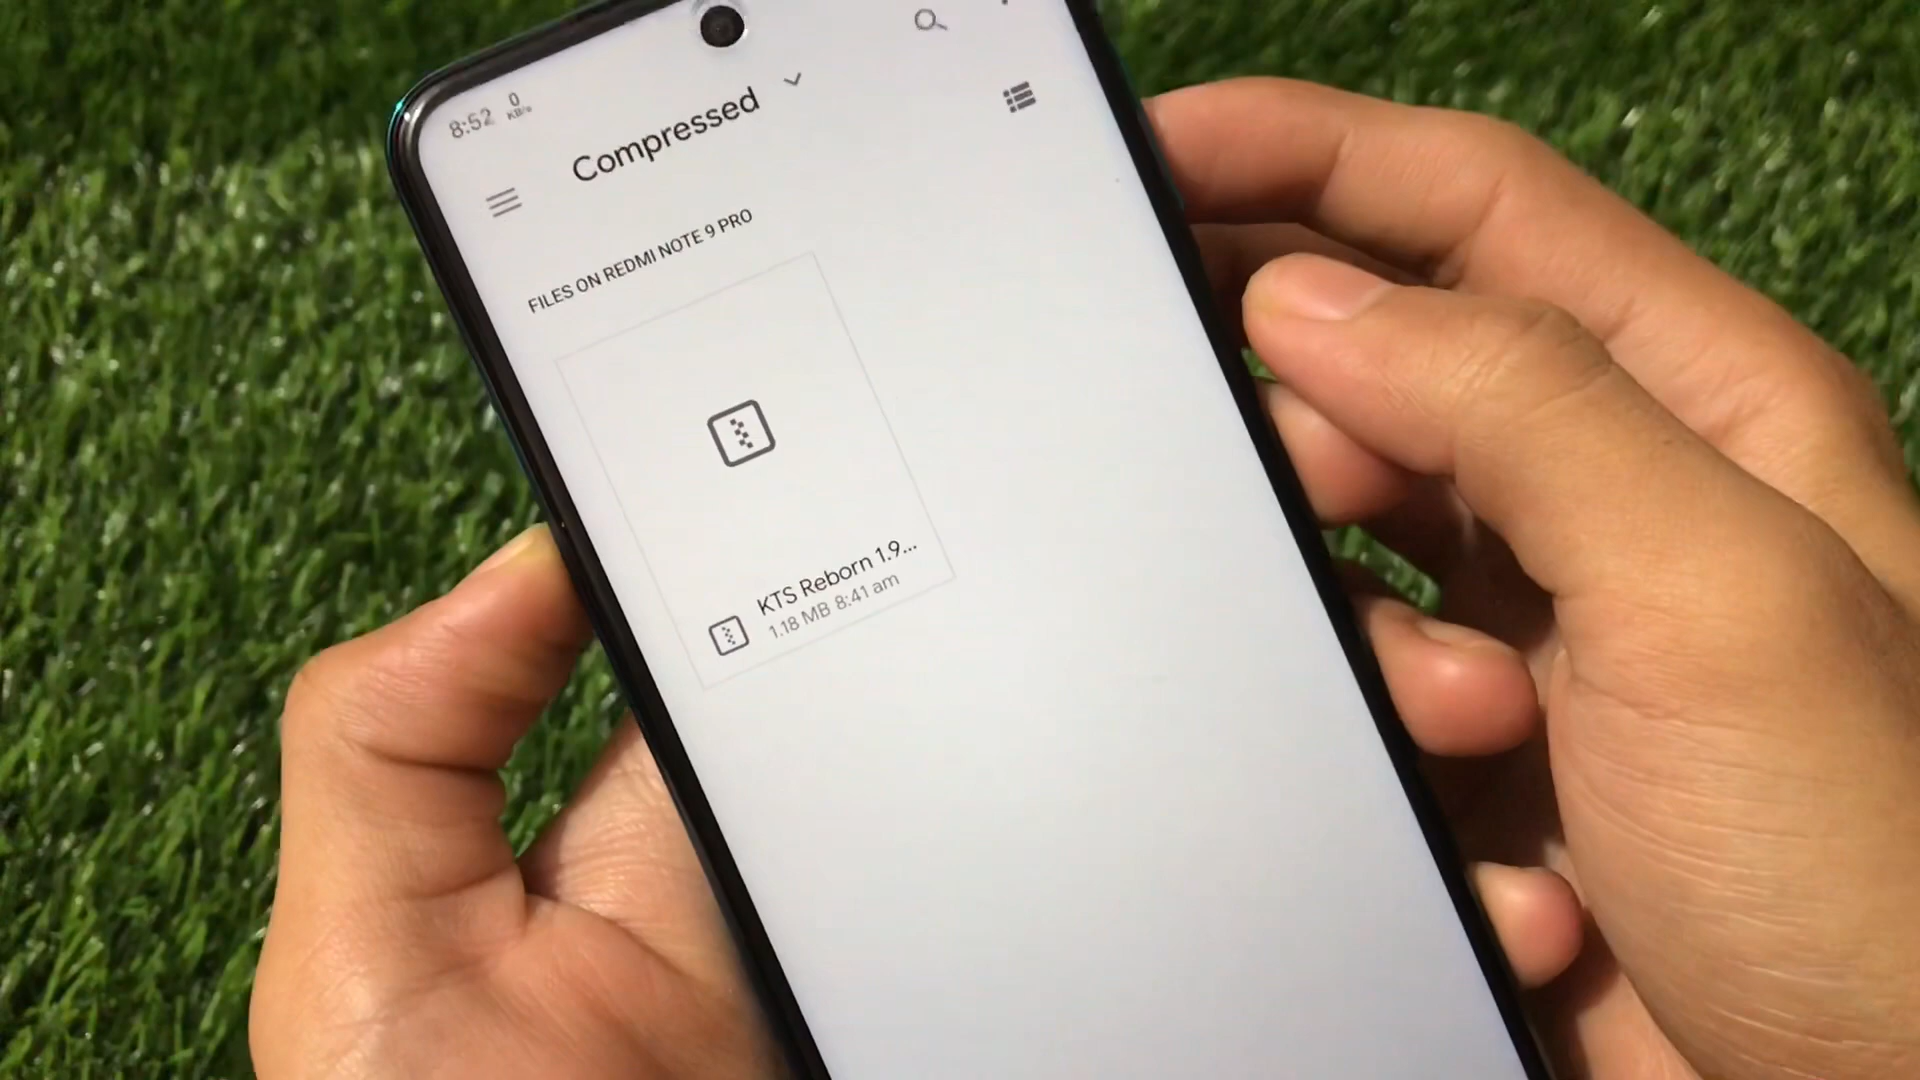 8:52 0 KB/s
Compressed
FILES ON REDMI NOTE 9 PRO
KTS Reborn 1.9...
1.18 MB 8:41 am